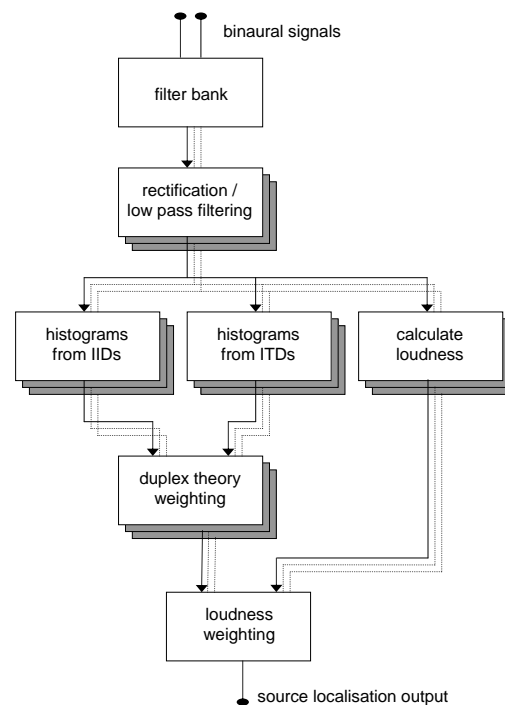 binaural signals
filter bank
rectification /
low pass filtering
histograms
from IIDs
histograms
from ITDs
calculate
loudness
duplex theory
weighting
loudness
weighting
source localisation output